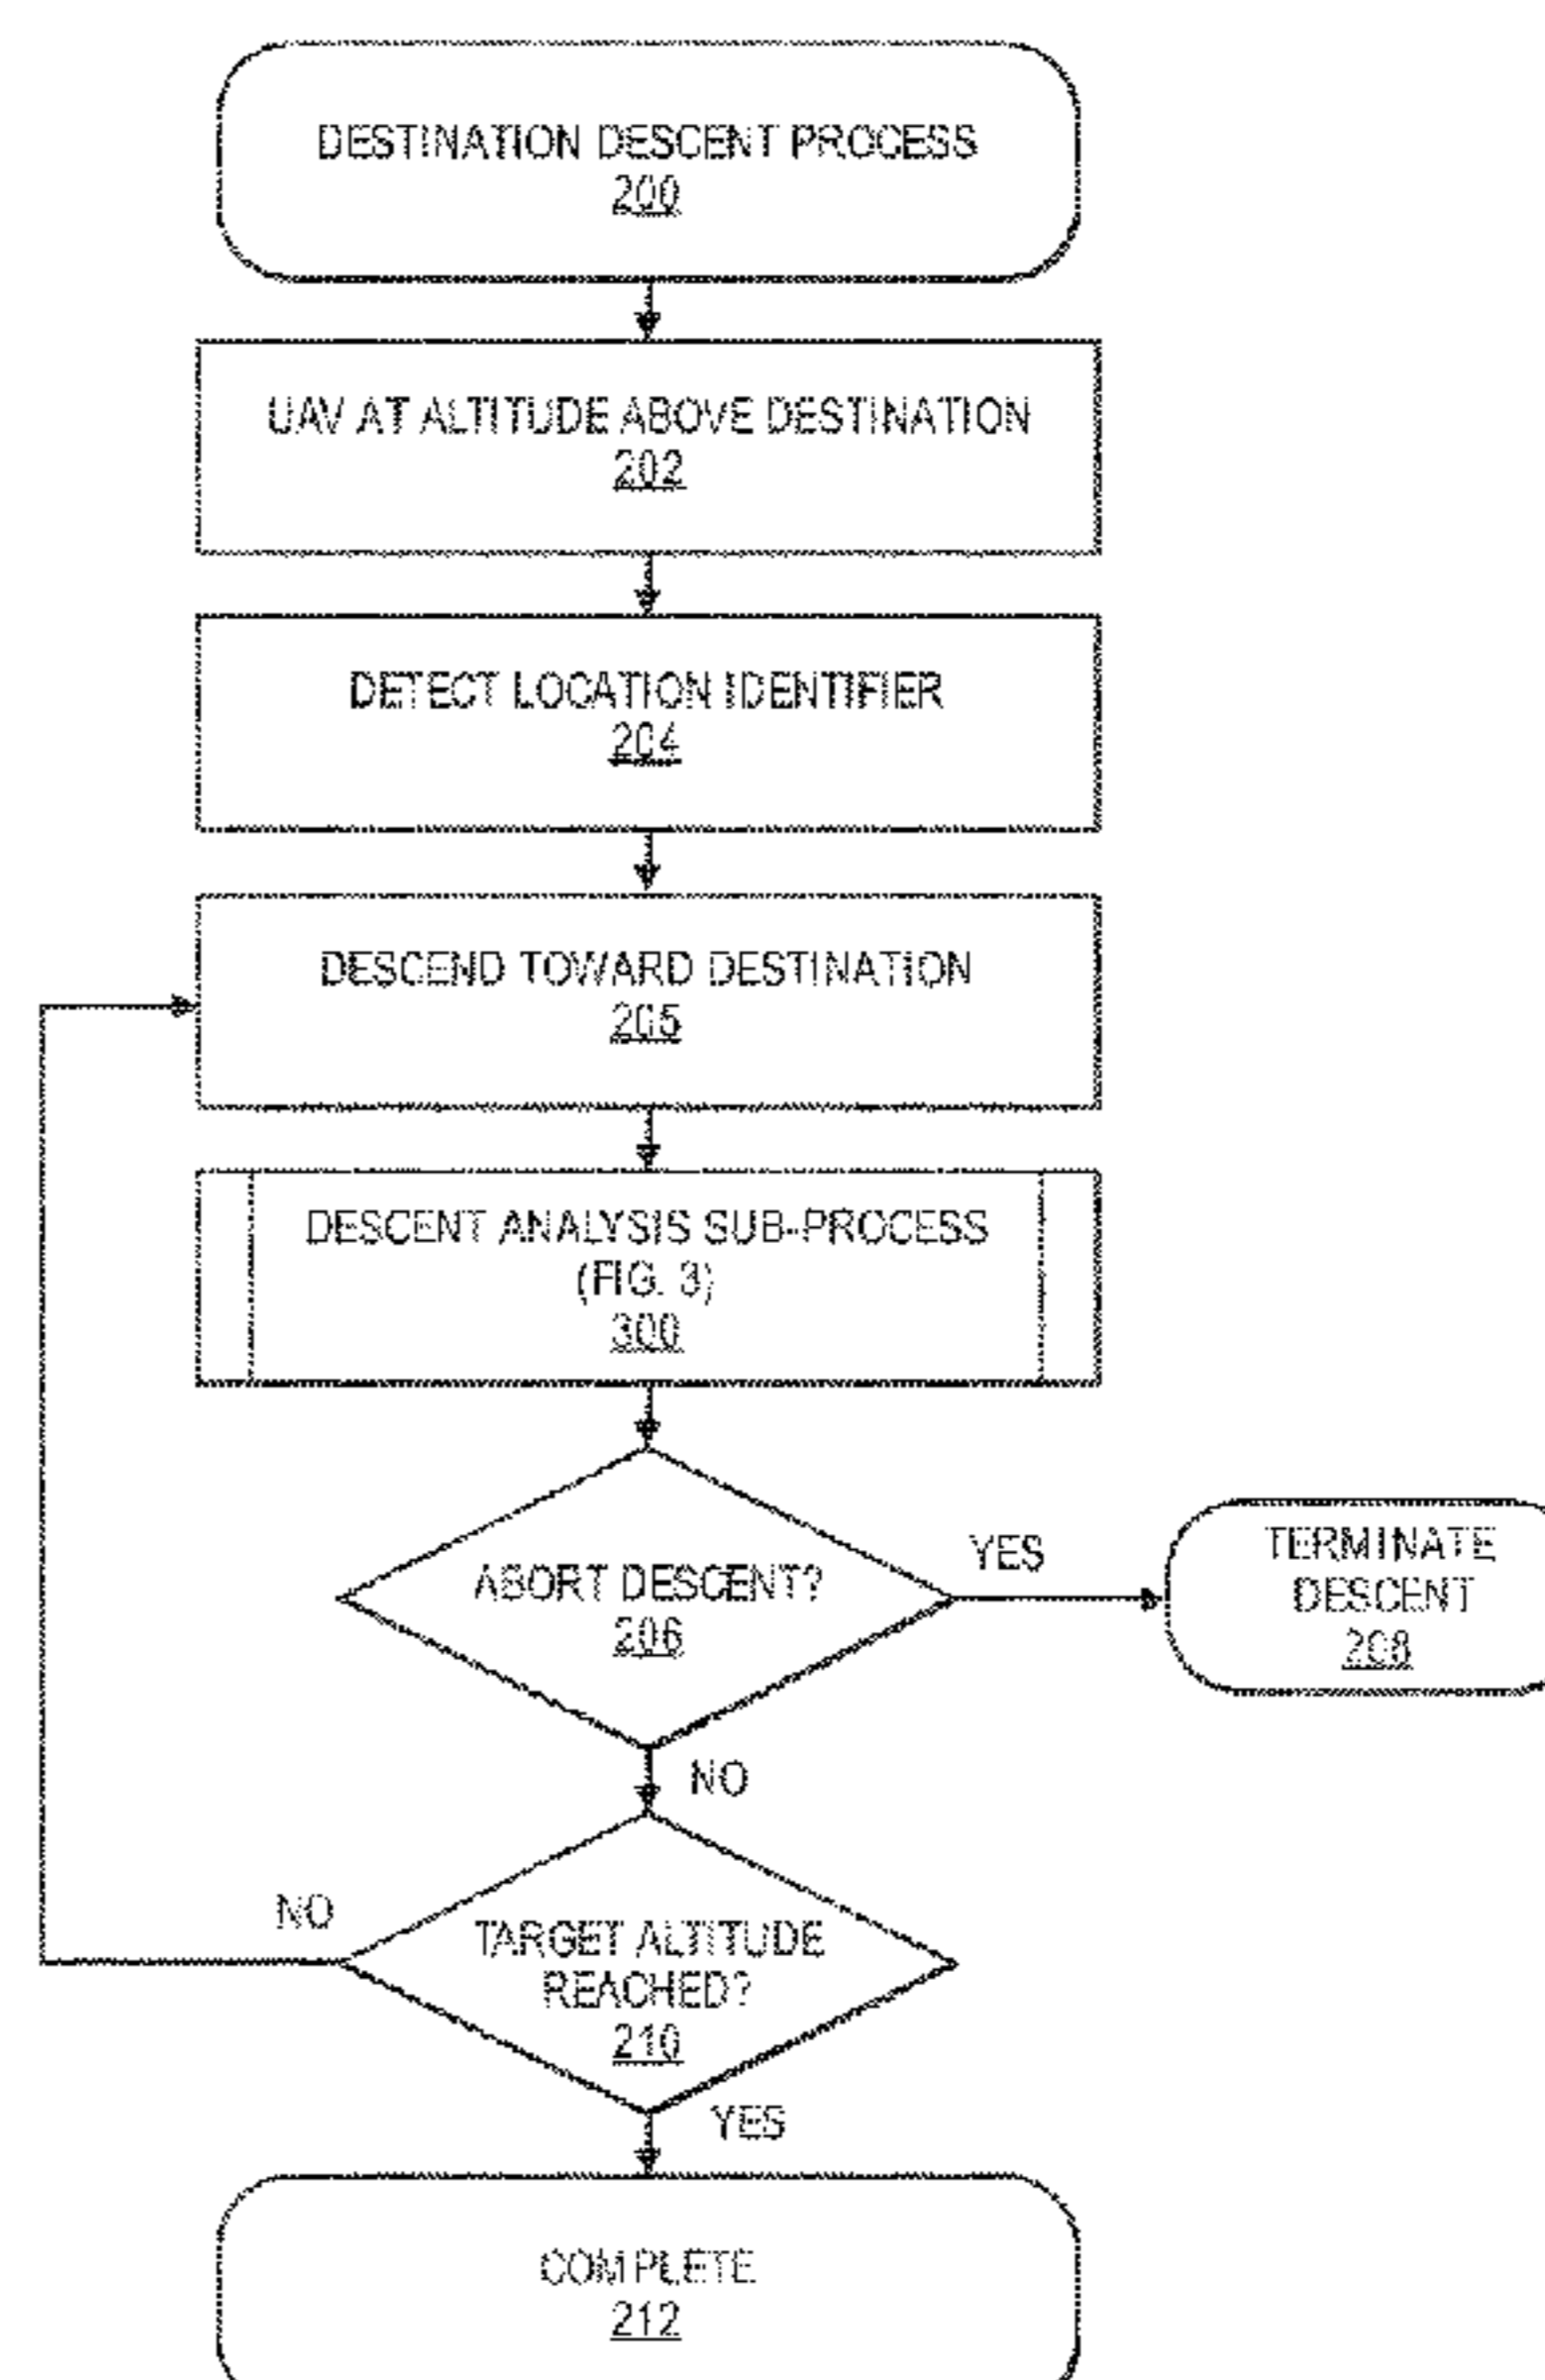 DESTINATION DESCENT PROCESS
200
UAV AT ALTITUDE ABOVE DESTINATION
202
DETECT LOCATION IDENTIFIER
204
DESCEND TOWARD DESTINATION
205
DESCENT ANALYSIS SUB-PROCESS
(FIG. 3)
300
ABORT DESCENT?
206
YES
TERMINATE
DESCENT
208
NO
TARGET ALTITUDE
REACHED?
210
NO
YES
COMPLETE
212